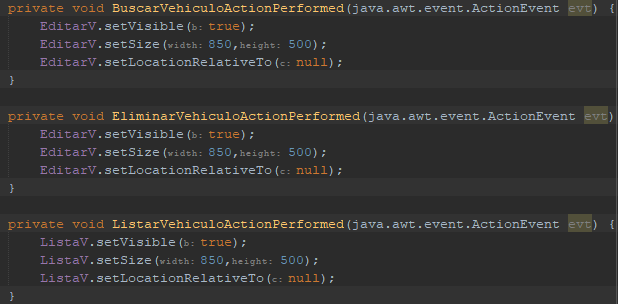 private void BuscarVehiculoActionPerformed(java.awt.event.ActionEvent evt) {
EditarV.setVisible(b: true);
EditarV.setSize(width: 850,height: 500);
EditarV.setLocationRelativeTo(c: null);
}
private void EliminarVehiculoActionPerformed(java.awt.event.ActionEvent evt)
EditarV.setVisible(b: true);
EditarV.setSize(width: 850,height: 500);
EditarV.setLocationRelativeTo(c: null);
}
private void ListarVehiculoActionPerformed(java.awt.event.ActionEvent evt) {
ListaV.setVisible(b: true);
ListaV.setSize(width: 850,height: 500);
ListaV.setLocationRelativeTo(c: null);
}